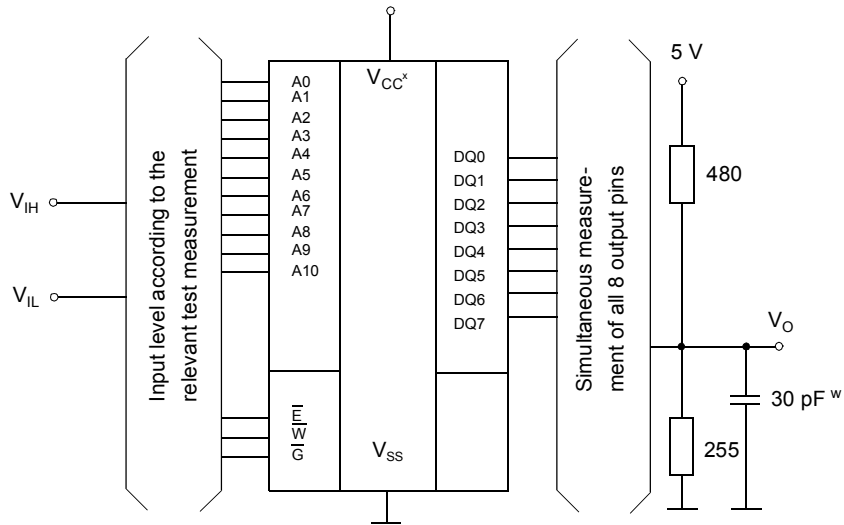 V_IH
V_IL
Input level according to the
relevant test measurement
V_CC^x
A0
A1
A2
A3
A4
A5
A6
A7
A8
A9
A10
E̅
W̅
G̅
V_SS
DQ0
DQ1
DQ2
DQ3
DQ4
DQ5
DQ6
DQ7
Simultaneous measure-
ment of all 8 output pins
5 V
480
V_O
30 pF ^w
255